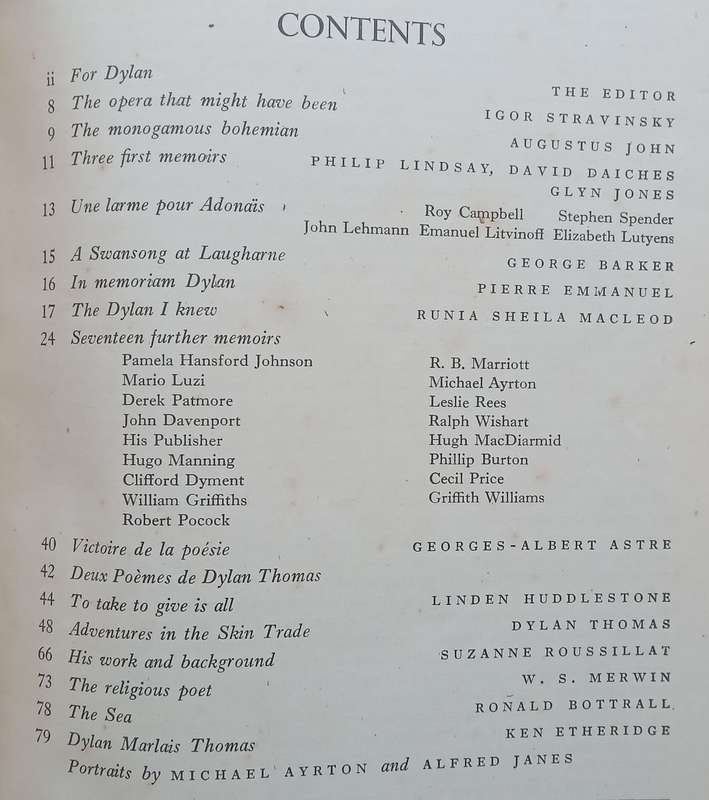 CONTENTS
ii For Dylan THE EDITOR
8 The opera that might have been IGOR STRAVINSKY
9 The monogamous bohemian AUGUSTUS JOHN
11 Three first memoirs PHILIP LINDSAY, DAVID DAICHES
GLYN JONES
13 Une larme pour Adonaïs Roy Campbell Stephen Spender
John Lehmann Emanuel Litvinoff Elizabeth Lutyens
15 A Swansong at Laugharne GEORGE BARKER
16 In memoriam Dylan PIERRE EMMANUEL
17 The Dylan I knew RUNIA SHEILA MACLEOD
24 Seventeen further memoirs
Pamela Hansford Johnson R. B. Marriott
Mario Luzi Michael Ayrton
Derek Patmore Leslie Rees
John Davenport Ralph Wishart
His Publisher Hugh MacDiarmid
Hugo Manning Phillip Burton
Clifford Dyment Cecil Price
William Griffiths Griffith Williams
Robert Pocock
40 Victoire de la poésie GEORGES-ALBERT ASTRE
42 Deux Poèmes de Dylan Thomas
44 To take to give is all LINDEN HUDDLESTONE
48 Adventures in the Skin Trade DYLAN THOMAS
66 His work and background SUZANNE ROUSSILLAT
73 The religious poet W. S. MERWIN
78 The Sea RONALD BOTTRALL
79 Dylan Marlais Thomas KEN ETHERIDGE
Portraits by MICHAEL AYRTON and ALFRED JANES